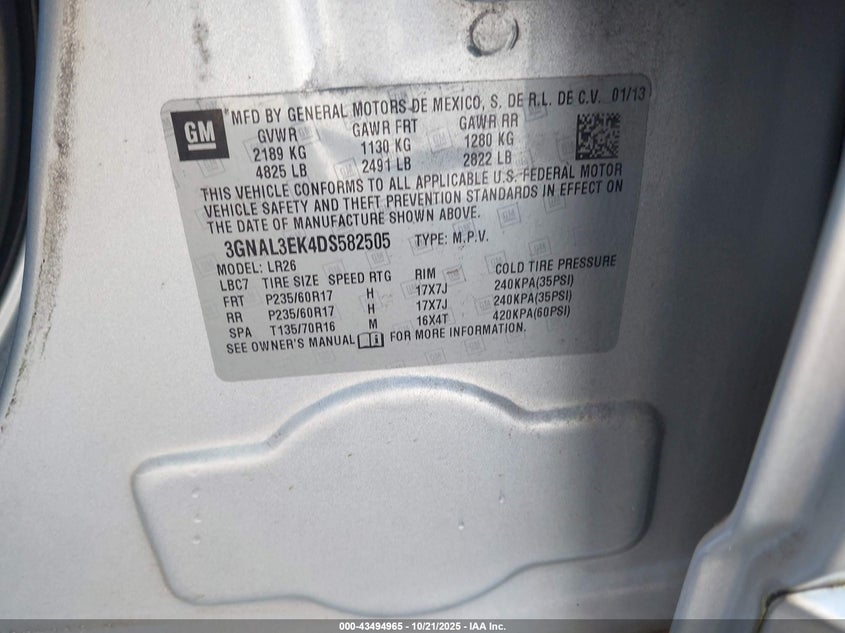 GM
*MFD BY GENERAL MOTORS DE MEXICO, S. DE R.L. DE C.V. 01/13
GVWR GAWR FRT GAWR RR
2189 KG 1130 KG 1280 KG
4825 LB 2491 LB 2822 LB
THIS VEHICLE CONFORMS TO ALL APPLICABLE U.S. FEDERAL MOTOR
VEHICLE SAFETY AND THEFT PREVENTION STANDARDS IN EFFECT ON
THE DATE OF MANUFACTURE SHOWN ABOVE.
3GNAL3EK4DS582505 TYPE: M.P.V.
MODEL: LR26
LBC7 TIRE SIZE SPEED RTG RIM COLD TIRE PRESSURE
FRT P235/60R17 H 17X7J 240KPA(35PSI)
RR P235/60R17 H 17X7J 240KPA(35PSI)
SPA T135/70R16 M 16X4T 420KPA(60PSI)
SEE OWNER'S MANUAL FOR MORE INFORMATION.
000-43494965 - 10/21/2025 - IAA Inc.